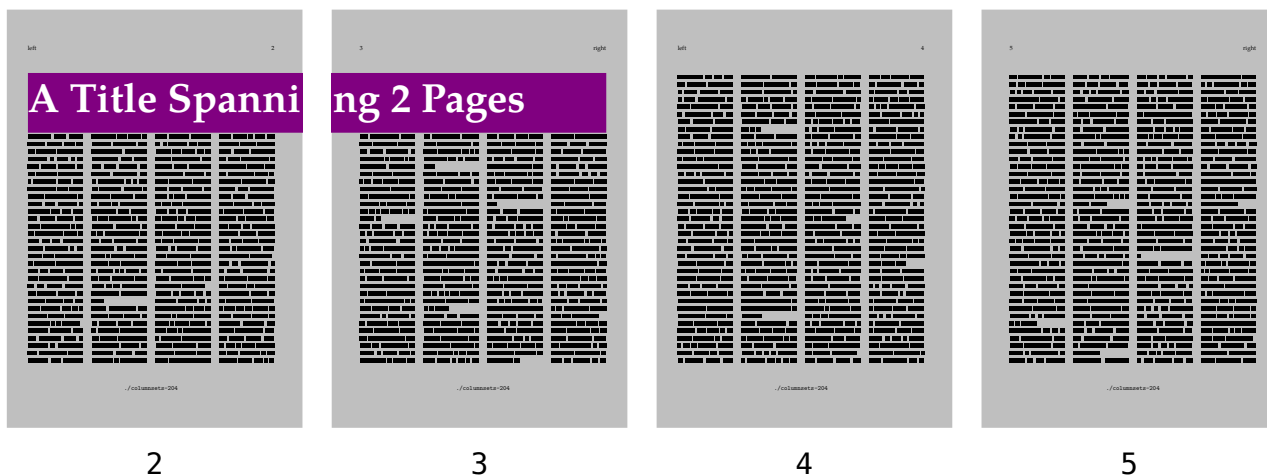 left 2
A Title Spanni
./columnsets-204
2
3 right
ng 2 Pages
./columnsets-204
3
left 4
./columnsets-204
4
5 right
./columnsets-204
5